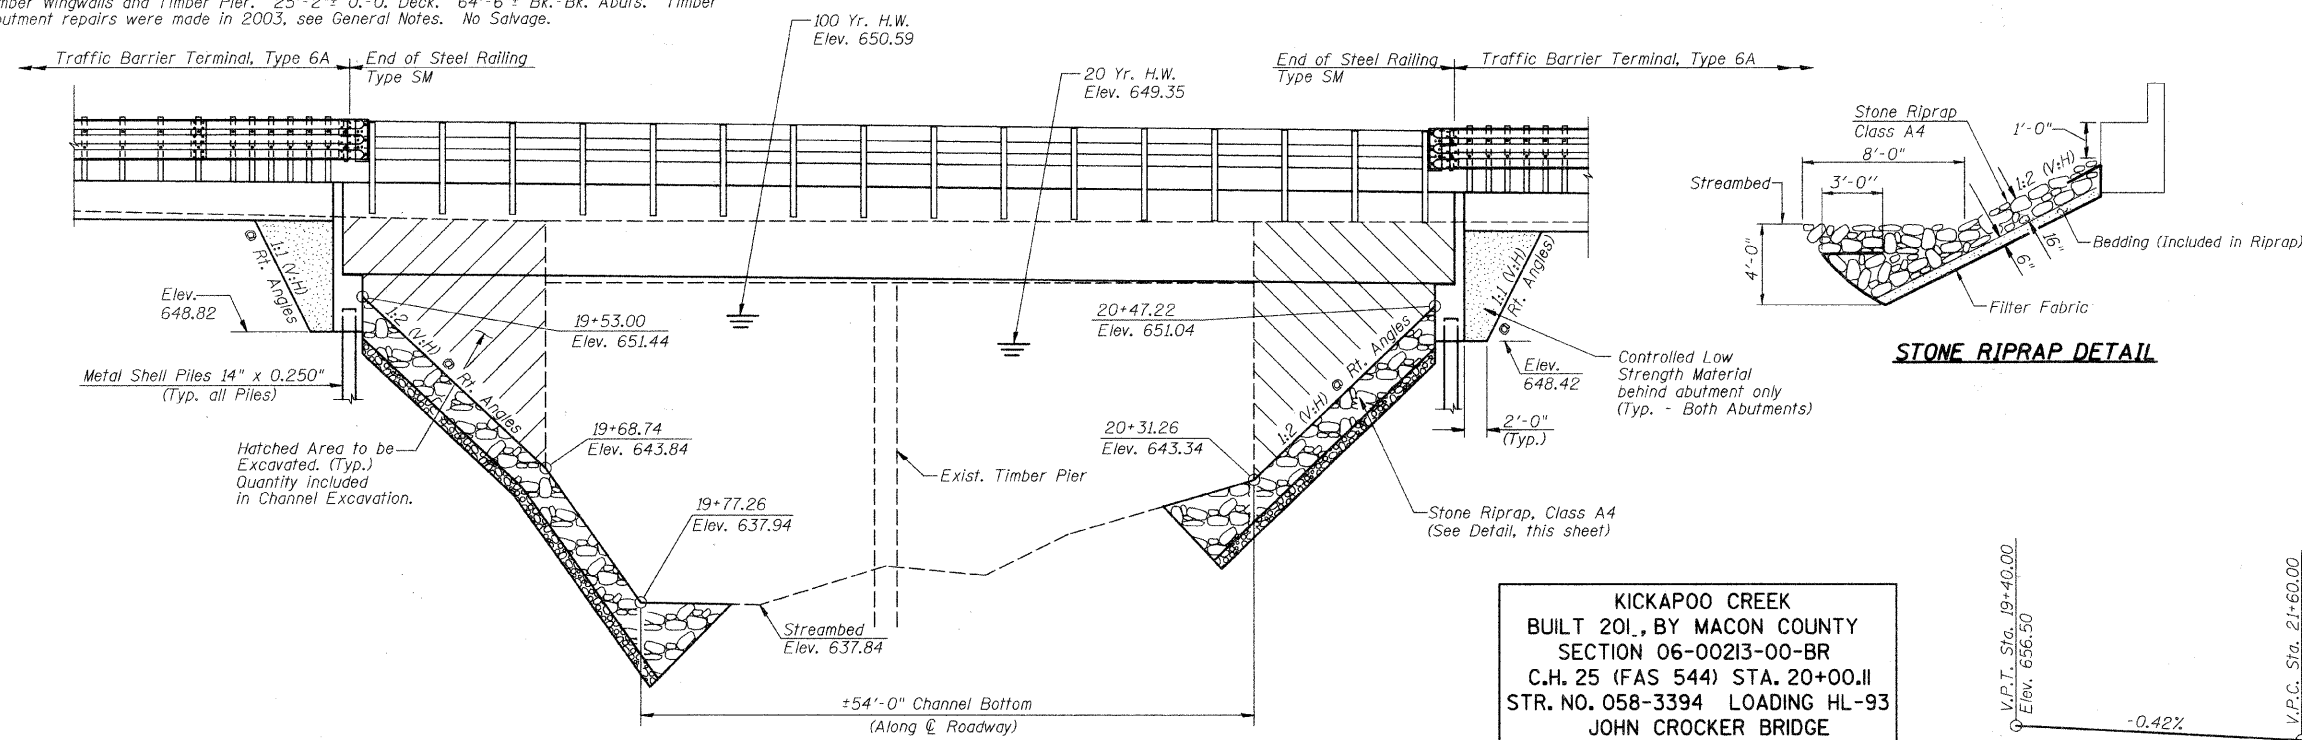 Timber Wingwalls and Timber Pier. 25'-2"± O.-O. Deck. 64'-6"± Bk.-Bk. Abuts. Timber
abutment repairs were made in 2003, see General Notes. No Salvage.
100 Yr. H.W.
Elev. 650.59
Traffic Barrier Terminal, Type 6A
End of Steel Railing
Type SM
20 Yr. H.W.
Elev. 649.35
End of Steel Railing
Type SM
Traffic Barrier Terminal, Type 6A
Stone Riprap
Class A4
1'-0"
8'-0"
3'-0"
1:2 (V:H)
Streambed
4'-0"
16"
6"
Bedding (Included in Riprap)
Filter Fabric
STONE RIPRAP DETAIL
1:1 (V:H)
@ Rt. Angles
Elev.
648.82
1:2 (V:H) @ Rt. Angles
19+53.00
Elev. 651.44
20+47.22
Elev. 651.04
1:2 (V:H) @ Rt. Angles
1:1 (V:H)
@ Rt. Angles
Elev.
648.42
Controlled Low
Strength Material
behind abutment only
(Typ. - Both Abutments)
2'-0"
(Typ.)
Metal Shell Piles 14" x 0.250"
(Typ. all Piles)
Hatched Area to be
Excavated. (Typ.)
Quantity included
in Channel Excavation.
19+68.74
Elev. 643.84
20+31.26
Elev. 643.34
Exist. Timber Pier
19+77.26
Elev. 637.94
Stone Riprap, Class A4
(See Detail, this sheet)
Streambed
Elev. 637.84
±54'-0" Channel Bottom
(Along ℄ Roadway)
KICKAPOO CREEK
BUILT 201_, BY MACON COUNTY
SECTION 06-00213-00-BR
C.H. 25 (FAS 544) STA. 20+00.11
STR. NO. 058-3394 LOADING HL-93
JOHN CROCKER BRIDGE
V.P.T. Sta. 19+40.00
Elev. 656.50
-0.42%
V.P.C. Sta. 21+60.00